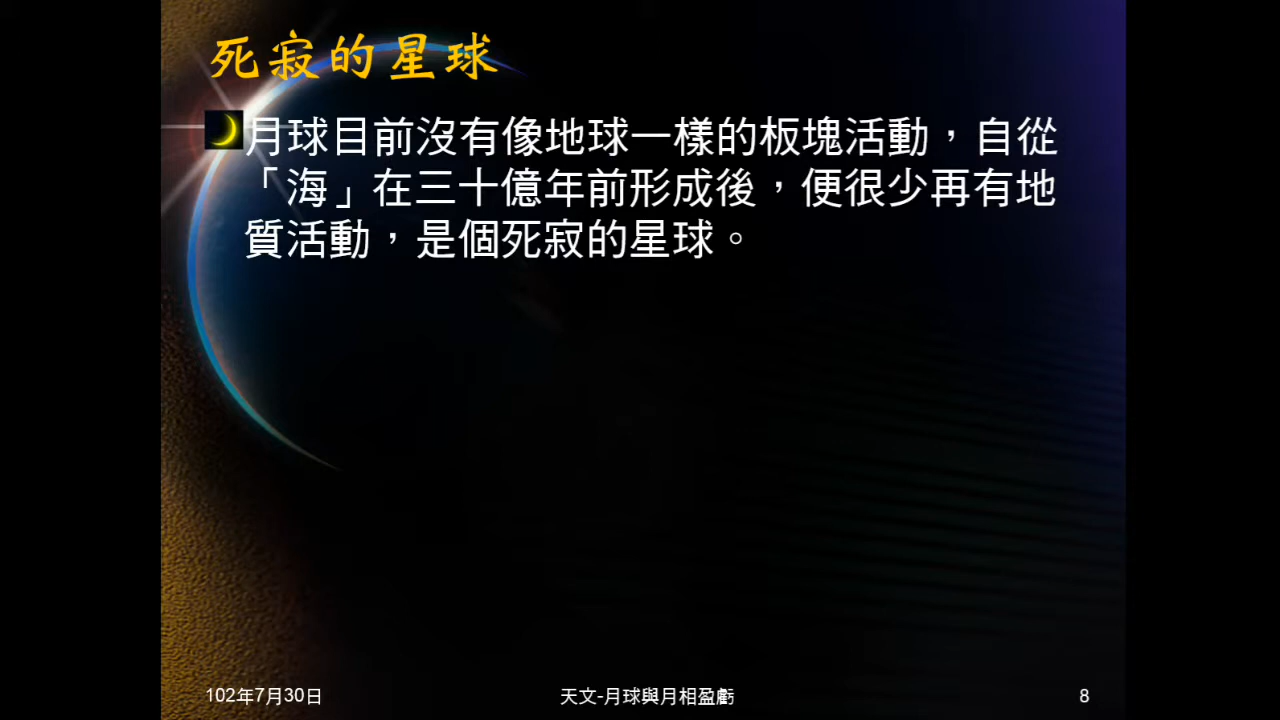 死寂的星球
月球目前沒有像地球一樣的板塊活動，自從
「海」在三十億年前形成後，便很少再有地
質活動，是個死寂的星球。
102年7月30日
天文-月球與月相盈虧
8